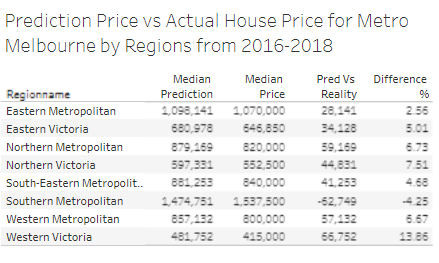 Prediction Price vs Actual House Price for Metro
Melbourne by Regions from 2016-2018
Median Median Pred Vs Difference
Regionname Prediction Price Reality %
Eastern Metropolitan 1,098,141 1,070,000 28,141 2.56
Eastern Victoria 680,978 646,850 34,128 5.01
Northern Metropolitan 879,169 820,000 59,169 6.73
Northern Victoria 597,331 552,500 44,831 7.51
South-Eastern Metropolit.. 881,253 840,000 41,253 4.68
Southern Metropolitan 1,474,751 1,537,500 -62,749 -4.25
Western Metropolitan 857,132 800,000 57,132 6.67
Western Victoria 481,752 415,000 66,752 13.86